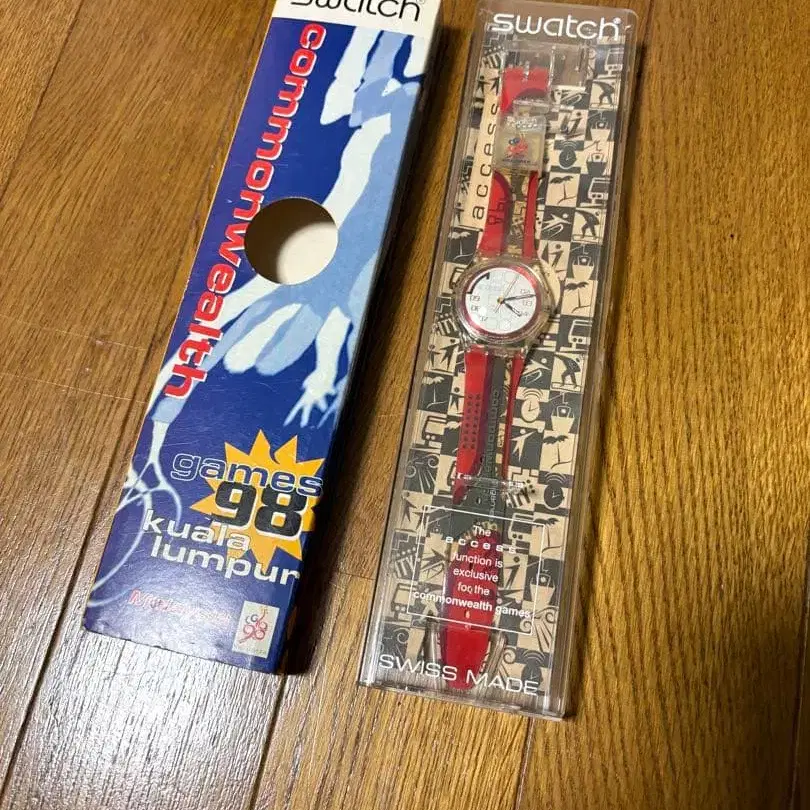 swatch
commonwealth
games
98
kuala
lumpur
swatch
access
The
access
function is
exclusive
for the
commonwealth games
SWISS MADE